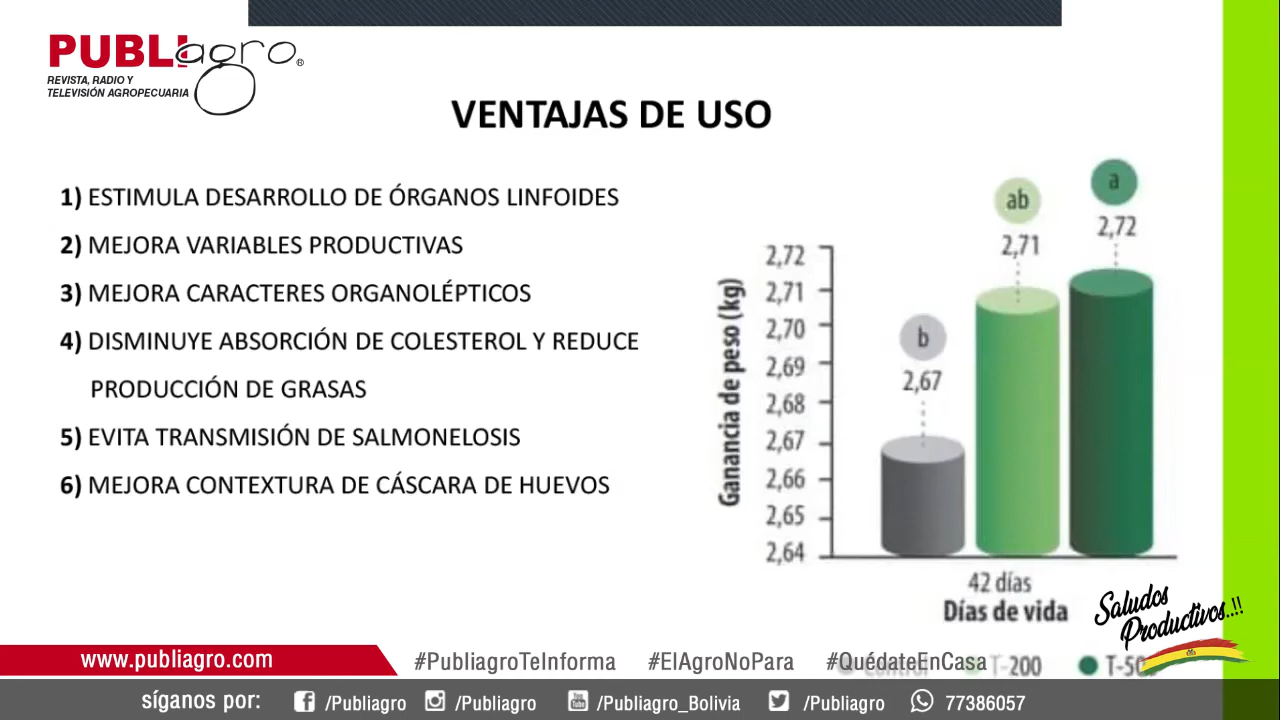 PUBLIagro®
REVISTA, RADIO Y
TELEVISIÓN AGROPECUARIA
VENTAJAS DE USO
1) ESTIMULA DESARROLLO DE ÓRGANOS LINFOIDES
2) MEJORA VARIABLES PRODUCTIVAS
3) MEJORA CARACTERES ORGANOLÉPTICOS
4) DISMINUYE ABSORCIÓN DE COLESTEROL Y REDUCE
PRODUCCIÓN DE GRASAS
5) EVITA TRANSMISIÓN DE SALMONELOSIS
6) MEJORA CONTEXTURA DE CÁSCARA DE HUEVOS
Ganancia de peso (kg)
2,72
2,71
2,70
2,69
2,68
2,67
2,66
2,65
2,64
b
2,67
ab
2,71
a
2,72
42 días
Días de vida
Control T-200
Saludos
Productivos..!!
www.publiagro.com
#PubliagroTeInforma #ElAgroNoPara #QuédateEnCasa
síganos por: /Publiagro /Publiagro You Tube /Publiagro_Bolivia /Publiagro 77386057